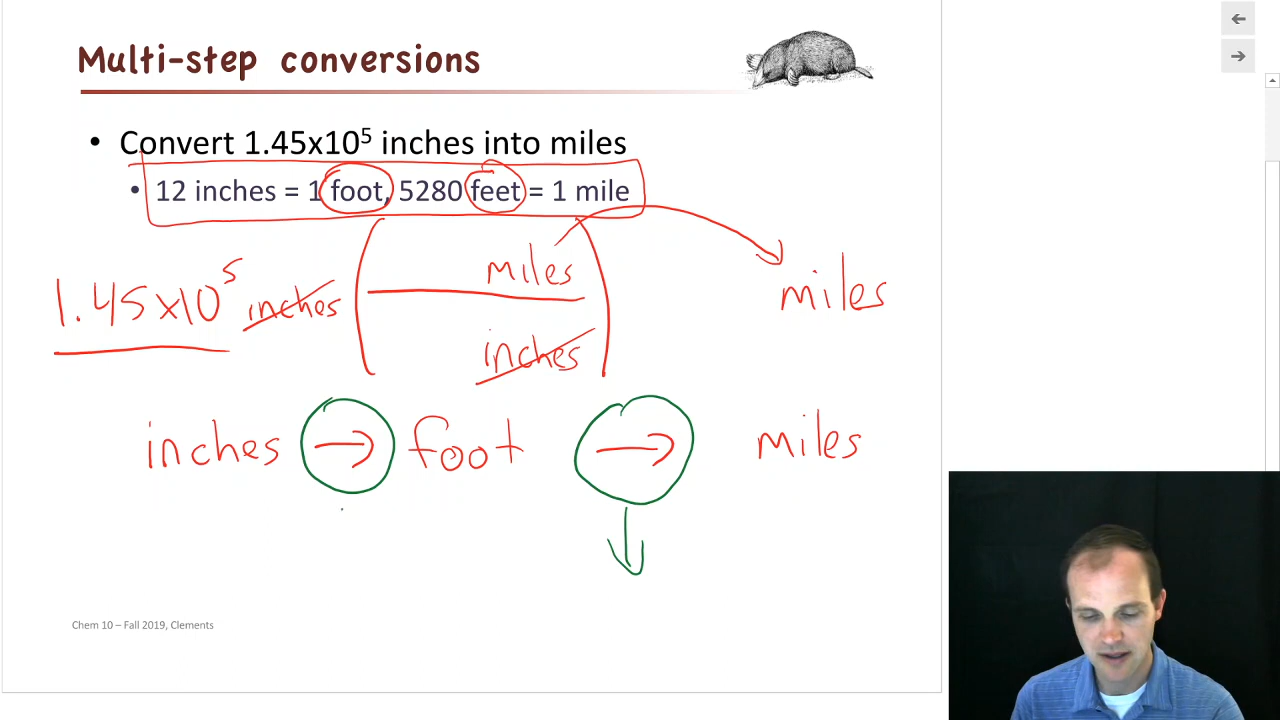 Multi-step conversions
• Convert 1.45x10⁵ inches into miles
• 12 inches = 1 foot, 5280 feet = 1 mile
miles
1.45x10⁵ inches
miles
inches
inches → foot → miles
Chem 10 – Fall 2019, Clements